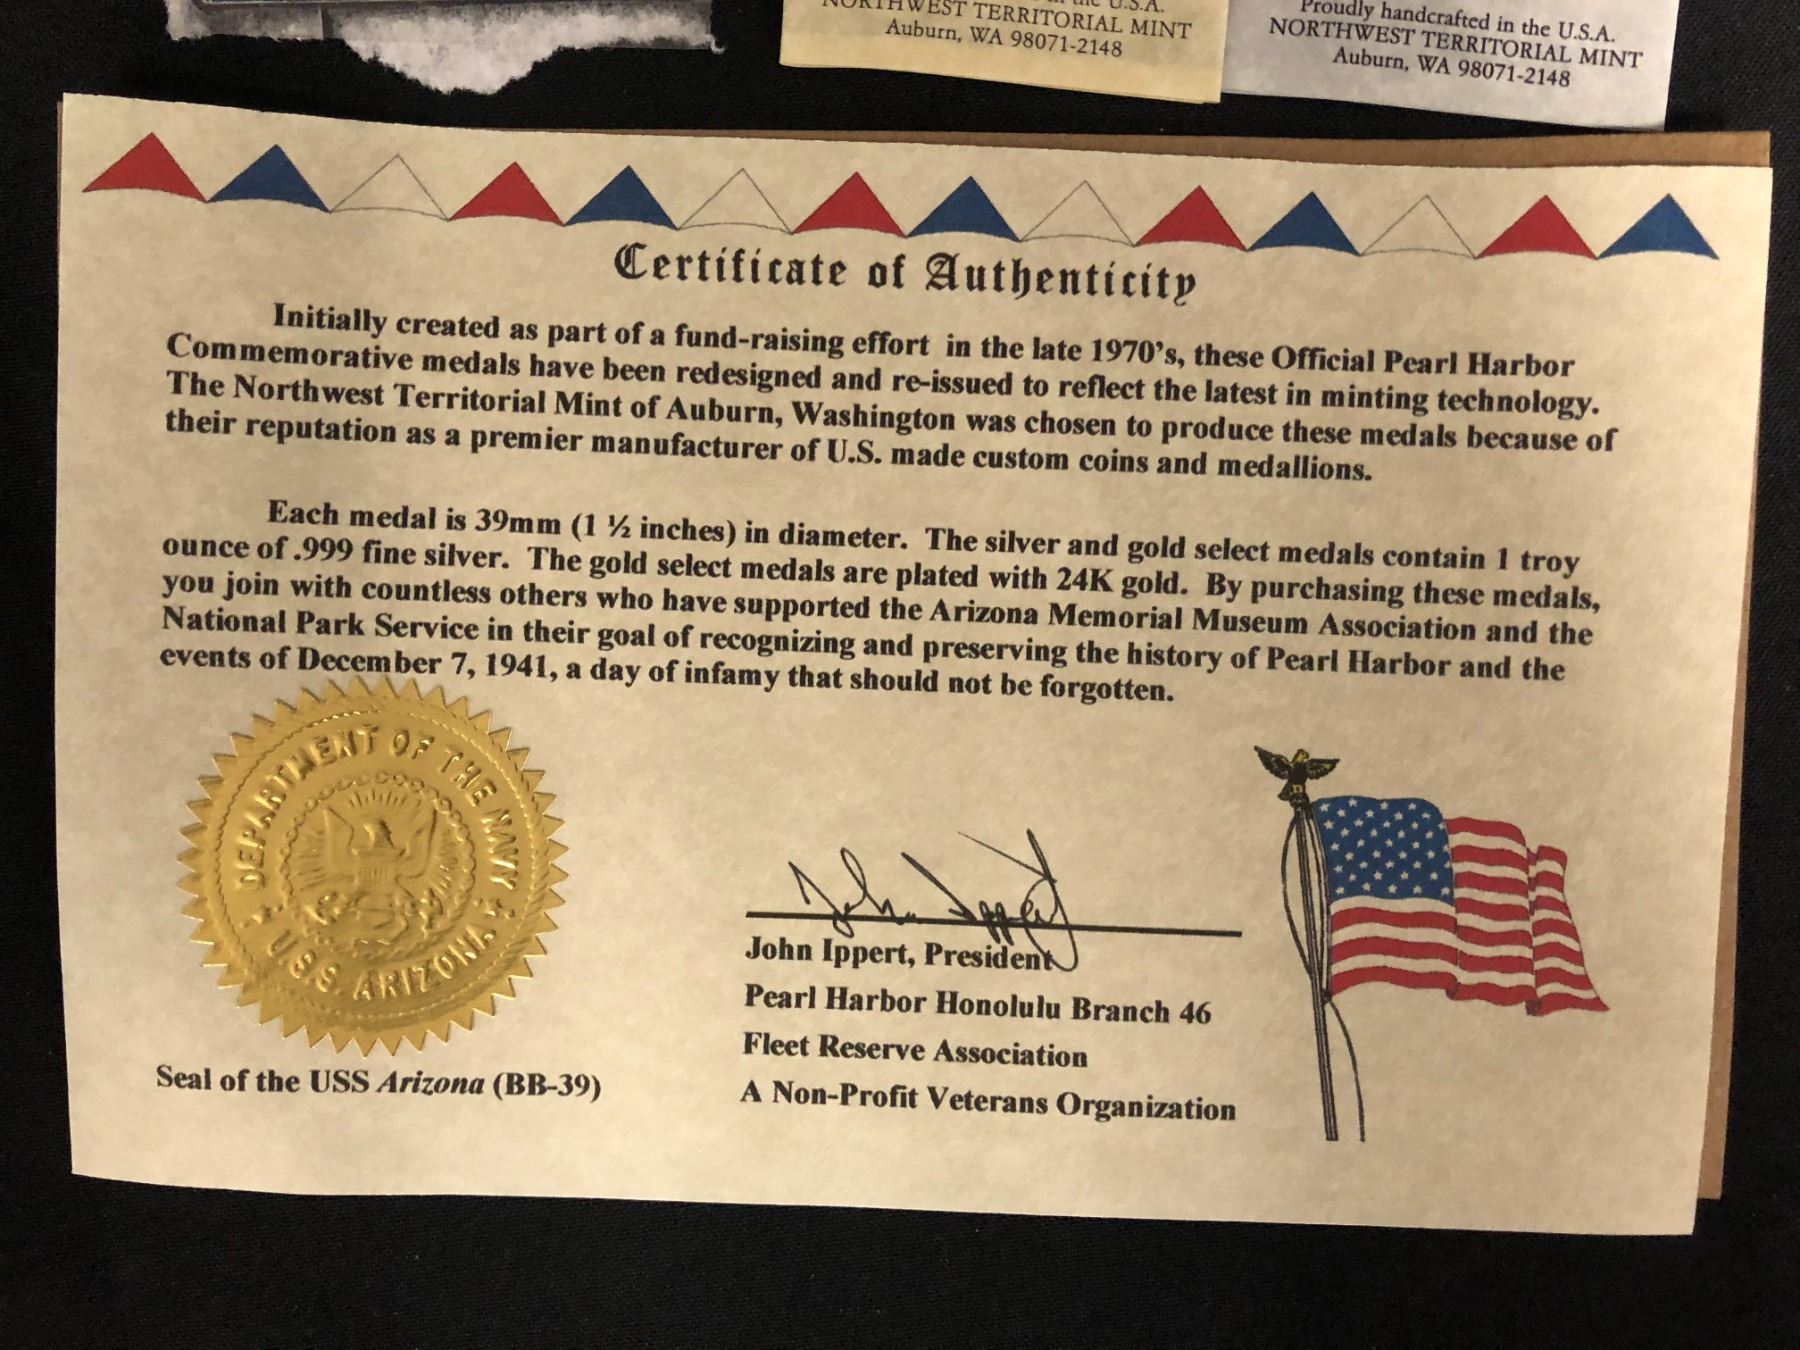 U.S.A.
NORTHWEST TERRITORIAL MINT
Auburn, WA 98071-2148
Proudly handcrafted in the U.S.A.
NORTHWEST TERRITORIAL MINT
Auburn, WA 98071-2148
Certificate of Authenticity
Initially created as part of a fund-raising effort in the late 1970's, these Official Pearl Harbor
Commemorative medals have been redesigned and re-issued to reflect the latest in minting technology.
The Northwest Territorial Mint of Auburn, Washington was chosen to produce these medals because of
their reputation as a premier manufacturer of U.S. made custom coins and medallions.
Each medal is 39mm (1 ½ inches) in diameter. The silver and gold select medals contain 1 troy
ounce of .999 fine silver. The gold select medals are plated with 24K gold. By purchasing these medals,
you join with countless others who have supported the Arizona Memorial Museum Association and the
National Park Service in their goal of recognizing and preserving the history of Pearl Harbor and the
events of December 7, 1941, a day of infamy that should not be forgotten.
DEPARTMENT OF THE NAVY
U.S.S. ARIZONA
Seal of the USS Arizona (BB-39)
John Ippert
John Ippert, President
Pearl Harbor Honolulu Branch 46
Fleet Reserve Association
A Non-Profit Veterans Organization